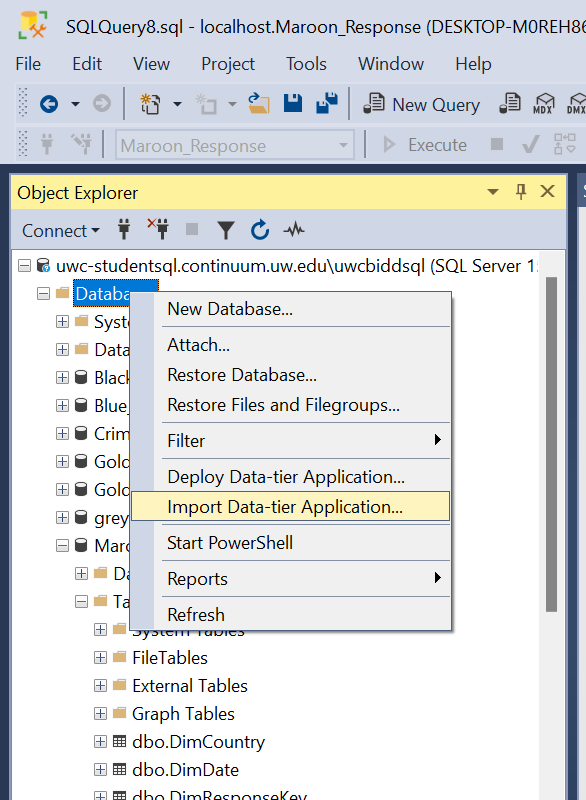 SQLQuery8.sql - localhost.Maroon_Response (DESKTOP-M0REH86
File Edit View Project Tools Window Help
New Query MDX DMX
Maroon_Response Execute
Object Explorer
Connect
uwc-studentsql.continuum.uw.edu\uwcbiddsql (SQL Server 15
Databa
New Database...
Syste
Attach...
Data
Restore Database...
Black
Restore Files and Filegroups...
Blue_
Crim
Filter
Gold
Deploy Data-tier Application...
Gold
Import Data-tier Application...
grey
Start PowerShell
Maro
Reports
Da
Refresh
Ta
System Tables
FileTables
External Tables
Graph Tables
dbo.DimCountry
dbo.DimDate
dbo.DimResponseKey